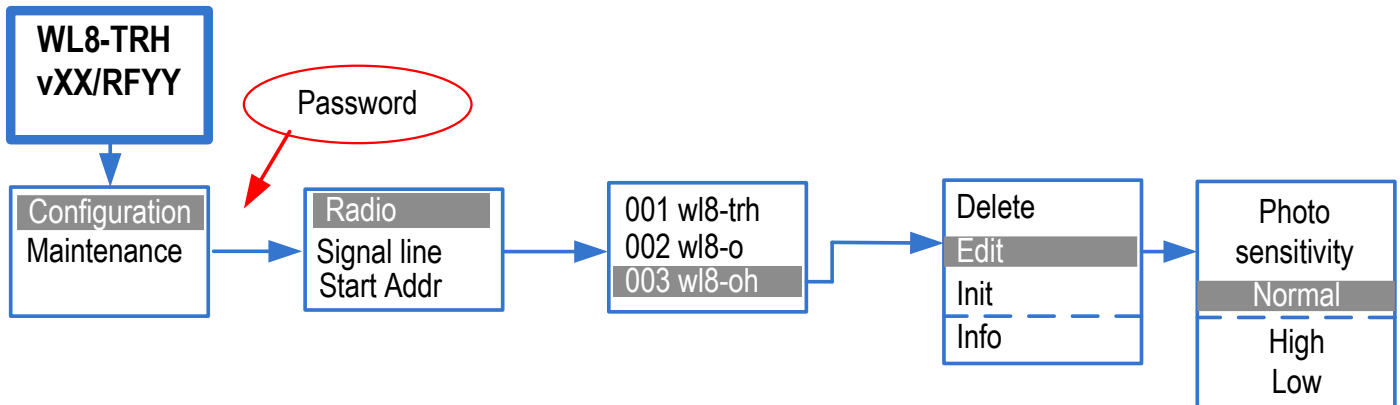 WL8-TRH
vXX/RFYY
Password
Configuration
Maintenance
Radio
Signal line
Start Addr
001 wl8-trh
002 wl8-o
003 wl8-oh
Delete
Edit
Init
Info
Photo
sensitivity
Normal
High
Low